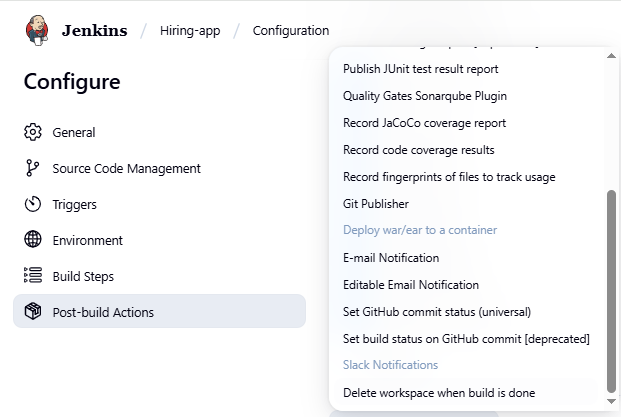 Jenkins / Hiring-app / Configuration
Configure
General
Source Code Management
Triggers
Environment
Build Steps
Post-build Actions
Publish JUnit test result report
Quality Gates Sonarqube Plugin
Record JaCoCo coverage report
Record code coverage results
Record fingerprints of files to track usage
Git Publisher
Deploy war/ear to a container
E-mail Notification
Editable Email Notification
Set GitHub commit status (universal)
Set build status on GitHub commit [deprecated]
Slack Notifications
Delete workspace when build is done